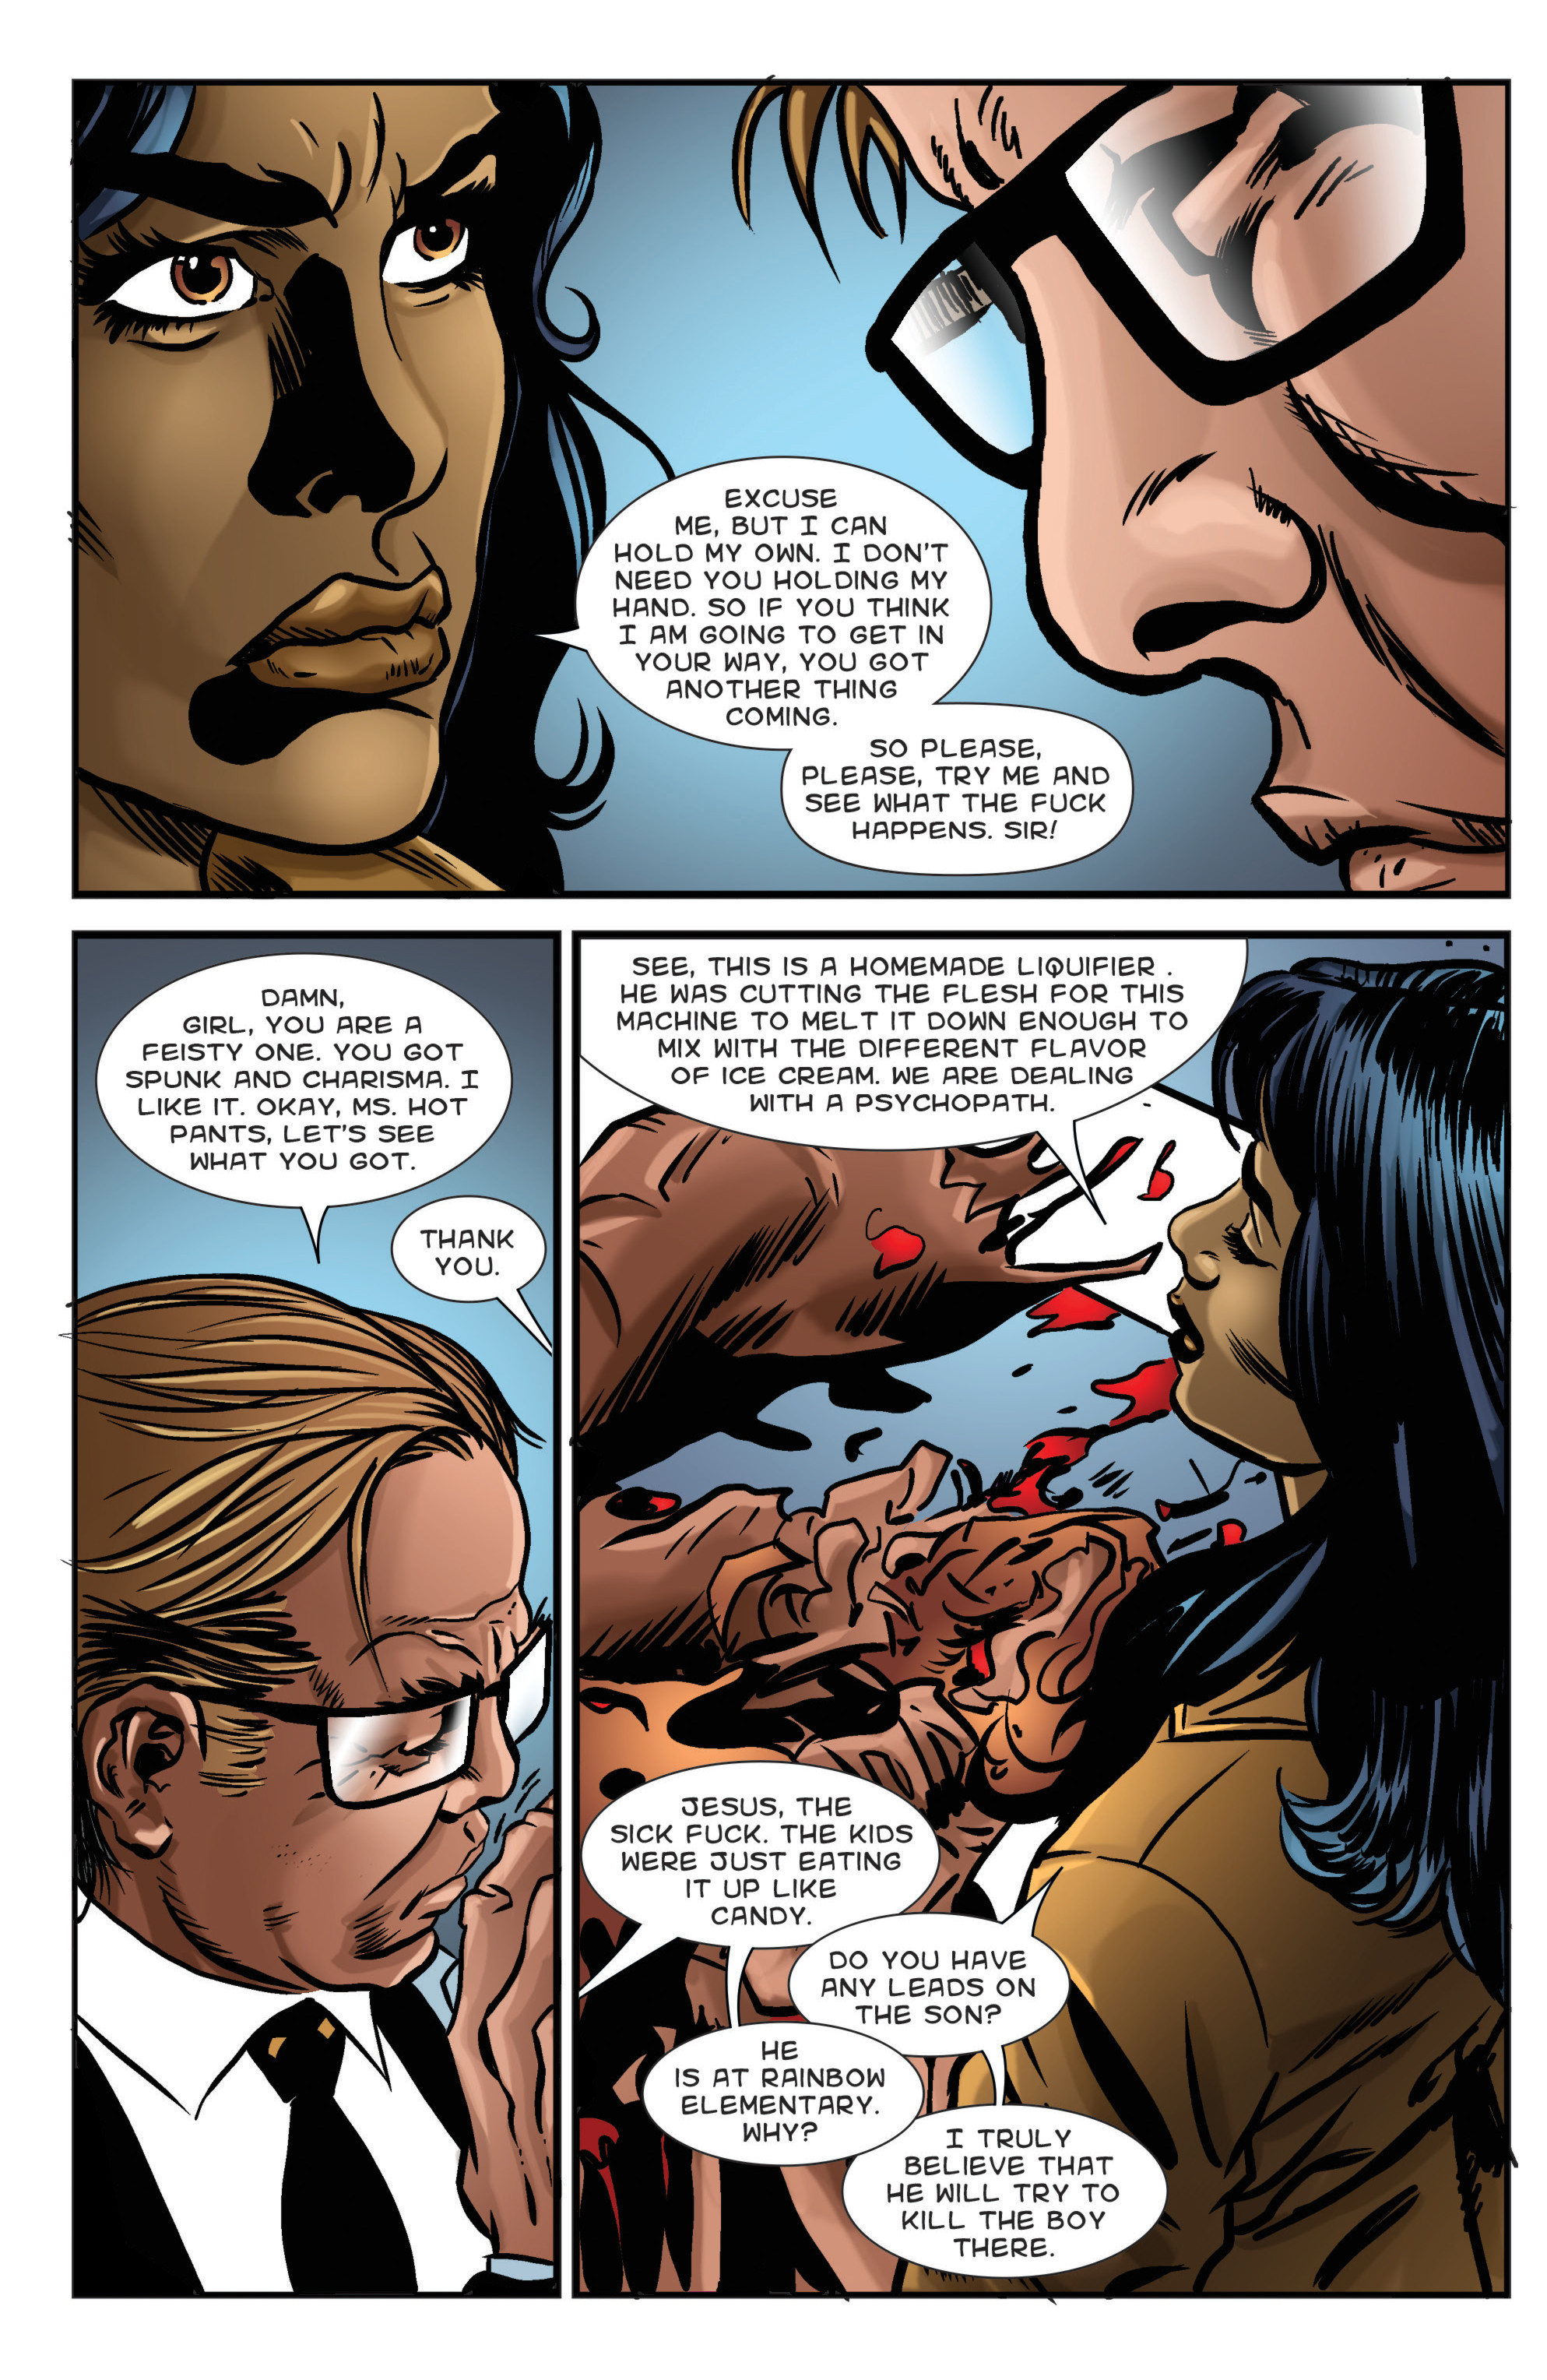 EXCUSE
ME, BUT I CAN
HOLD MY OWN. I DON'T
NEED YOU HOLDING MY
HAND. SO IF YOU THINK
I AM GOING TO GET IN
YOUR WAY, YOU GOT
ANOTHER THING
COMING.
SO PLEASE,
PLEASE, TRY ME AND
SEE WHAT THE FUCK
HAPPENS. SIR!
DAMN,
GIRL, YOU ARE A
FEISTY ONE. YOU GOT
SPUNK AND CHARISMA. I
LIKE IT. OKAY, MS. HOT
PANTS, LET'S SEE
WHAT YOU GOT.
THANK
YOU.
SEE, THIS IS A HOMEMADE LIQUIFIER .
HE WAS CUTTING THE FLESH FOR THIS
MACHINE TO MELT IT DOWN ENOUGH TO
MIX WITH THE DIFFERENT FLAVOR
OF ICE CREAM. WE ARE DEALING
WITH A PSYCHOPATH.
JESUS, THE
SICK FUCK. THE KIDS
WERE JUST EATING
IT UP LIKE
CANDY.
DO YOU HAVE
ANY LEADS ON
THE SON?
HE
IS AT RAINBOW
ELEMENTARY.
WHY?
I TRULY
BELIEVE THAT
HE WILL TRY TO
KILL THE BOY
THERE.